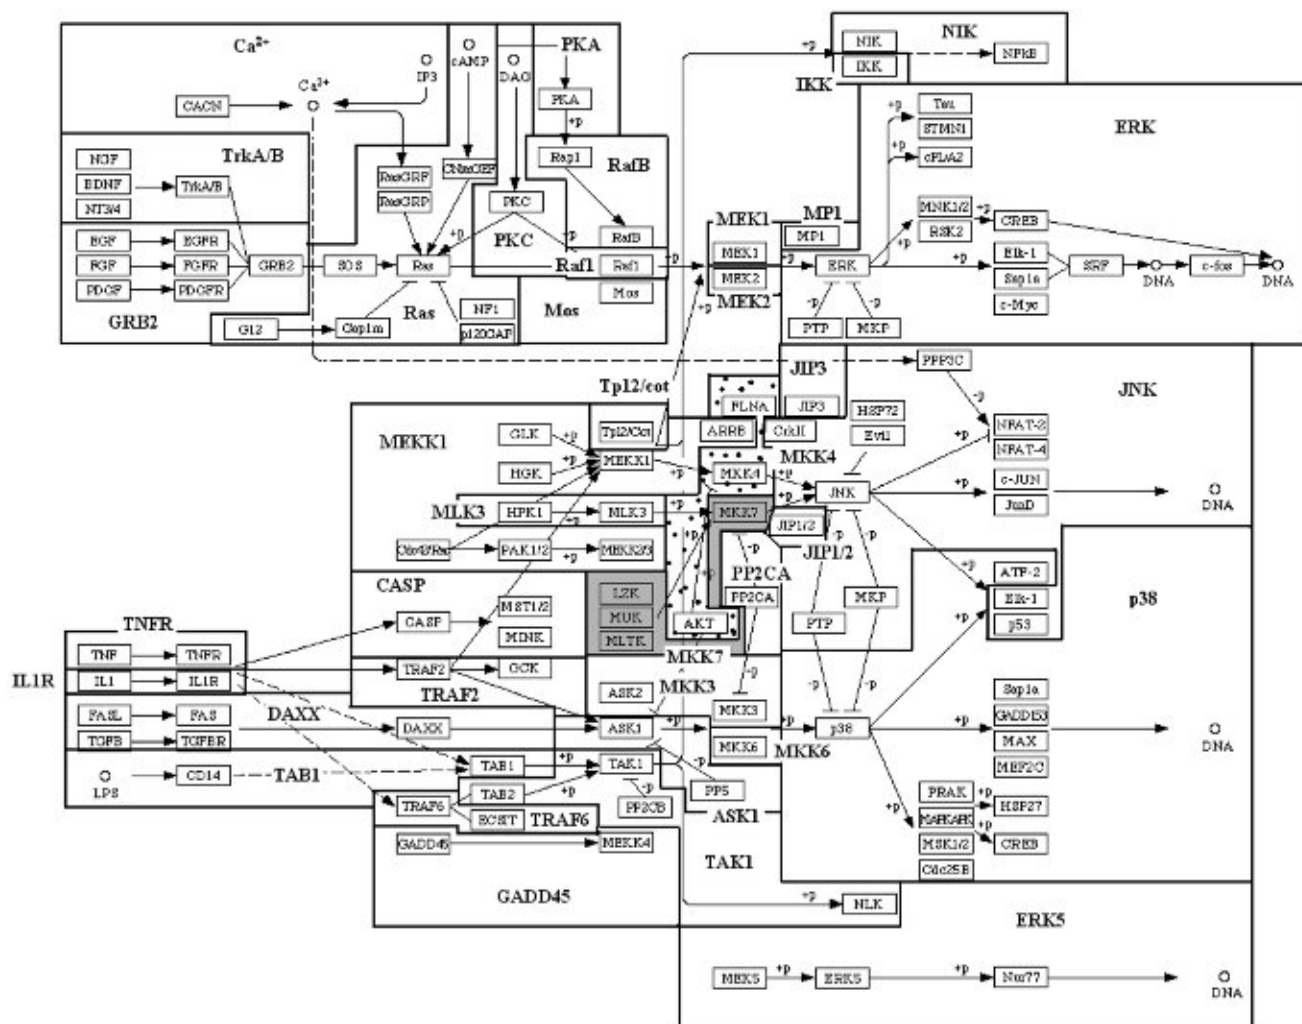 Ca²⁺
PKA
NIK
+p
NIK
IKK
NFkB
IKK
cAMP
IP3
DAG
Ca²⁺
CACN
PKA
+p
+p
ERK
Tau
STMN1
cPLA2
TrkA/B
NGF
BDNF
NT3/4
TrkA/B
RasGRF
RasGRP
CNrasGEF
Rap1
RafB
PKC
MEK1
MP1
MP1
+p
MNK1/2
RSK2
+p
CREB
EGF
EGFR
FGF
FGFR
PDGF
PDGFR
GRB2
SOS
Ras
+p
PKC
+p
RafB
Raf1
Raf1
+p
Mos
MEK1
MEK2
MEK2
+p
ERK
+p
+p
Elk-1
Sap1a
c-Myc
SRF
DNA
c-fos
DNA
GRB2
G12
Gap1m
Ras
NF1
p120GAP
Mos
+p
-p
-p
PTP
MKP
PPP3C
JNK
Tpl2/cot
JIP3
FLNA
JIP3
HSP72
Evi1
-p
NFAT-2
NFAT-4
MEKK1
GLK
+p
Tpl2/Cot
ARRB
CrkII
MKK4
HGK
+p
MEKK1
+p
MKK4
+p
JNK
+p
+p
c-JUN
JunD
DNA
MLK3
HPK1
+p
MLK3
+p
MKK7
+p
JIP1/2
JIP1/2
Cdc42/Rac
PAK1/2
+p
MEKK2/3
-p
-p
-p
CASP
LZK
MUK
MLTK
+p
PP2CA
PP2CA
MKP
PTP
ATF-2
Elk-1
p53
p38
CASP
MST1/2
MINK
AKT
+p
TNFR
TNF
TNFR
IL1R
IL1
IL1R
TRAF2
GCK
TRAF2
MKK7
MKK3
ASK2
-p
MKK3
-p
-p
Sap1a
GADD153
MAX
MEF2C
DAXX
FASL
FAS
TGFB
TGFBR
DAXX
ASK1
+p
MKK6
+p
p38
MKK6
+p
DNA
TAB1
LPS
CD14
TAB1
+p
TAK1
-p
-p
PP5
TAB2
+p
PP2CB
TRAF6
ECSIT
TRAF6
ASK1
+p
PRAK
MAPKAPK
MSK1/2
Cdc25B
+p
+p
HSP27
CREB
GADD45
MEKK4
TAK1
GADD45
+p
NLK
ERK5
MEK5
+p
ERK5
+p
Nur77
DNA